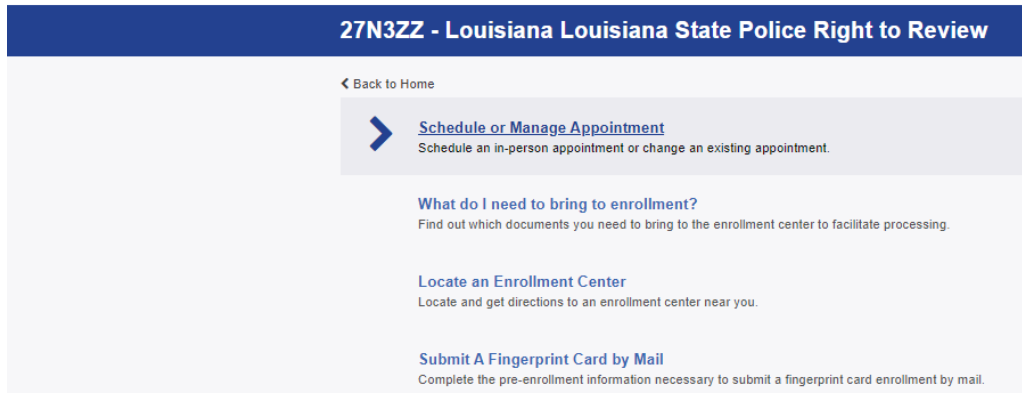 27N3ZZ - Louisiana Louisiana State Police Right to Review
Back to Home
Schedule or Manage Appointment
Schedule an in-person appointment or change an existing appointment.
What do I need to bring to enrollment?
Find out which documents you need to bring to the enrollment center to facilitate processing.
Locate an Enrollment Center
Locate and get directions to an enrollment center near you.
Submit A Fingerprint Card by Mail
Complete the pre-enrollment information necessary to submit a fingerprint card enrollment by mail.